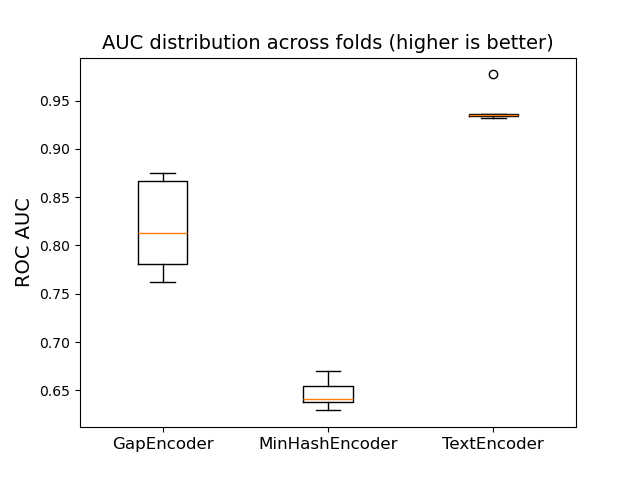 AUC distribution across folds (higher is better)
ROC AUC
0.95
0.90
0.85
0.80
0.75
0.70
0.65
GapEncoder
MinHashEncoder
TextEncoder